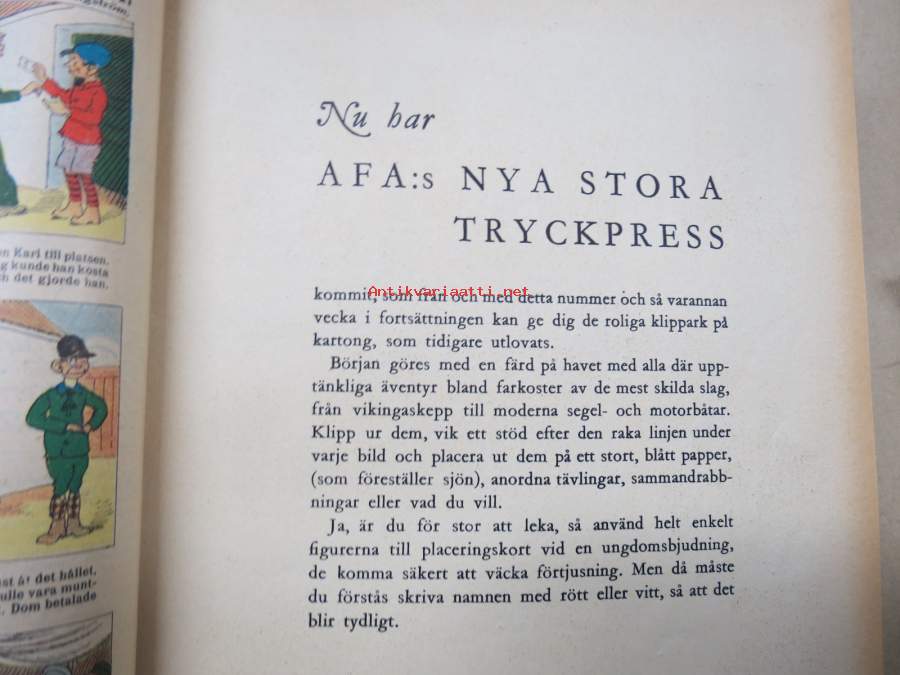 ngström.
n Karl till platsen.
g kunde han kosta
ch det gjorde han.
st åt det hållet.
ulle vara munt-
. Dom betalade
Nu har
AFA:s NYA STORA
TRYCKPRESS
Antikvariaatti.net
kommit, som från och med detta nummer och så varannan
vecka i fortsättningen kan ge dig de roliga klippark på
kartong, som tidigare utlovats.
Början göres med en färd på havet med alla där upp-
tänkliga äventyr bland farkoster av de mest skilda slag,
från vikingaskepp till moderna segel- och motorbåtar.
Klipp ur dem, vik ett stöd efter den raka linjen under
varje bild och placera ut dem på ett stort, blått papper,
(som föreställer sjön), anordna tävlingar, sammandrabb-
ningar eller vad du vill.
Ja, är du för stor att leka, så använd helt enkelt
figurerna till placeringskort vid en ungdomsbjudning,
de komma säkert att väcka förtjusning. Men då måste
du förstås skriva namnen med rött eller vitt, så att det
blir tydligt.